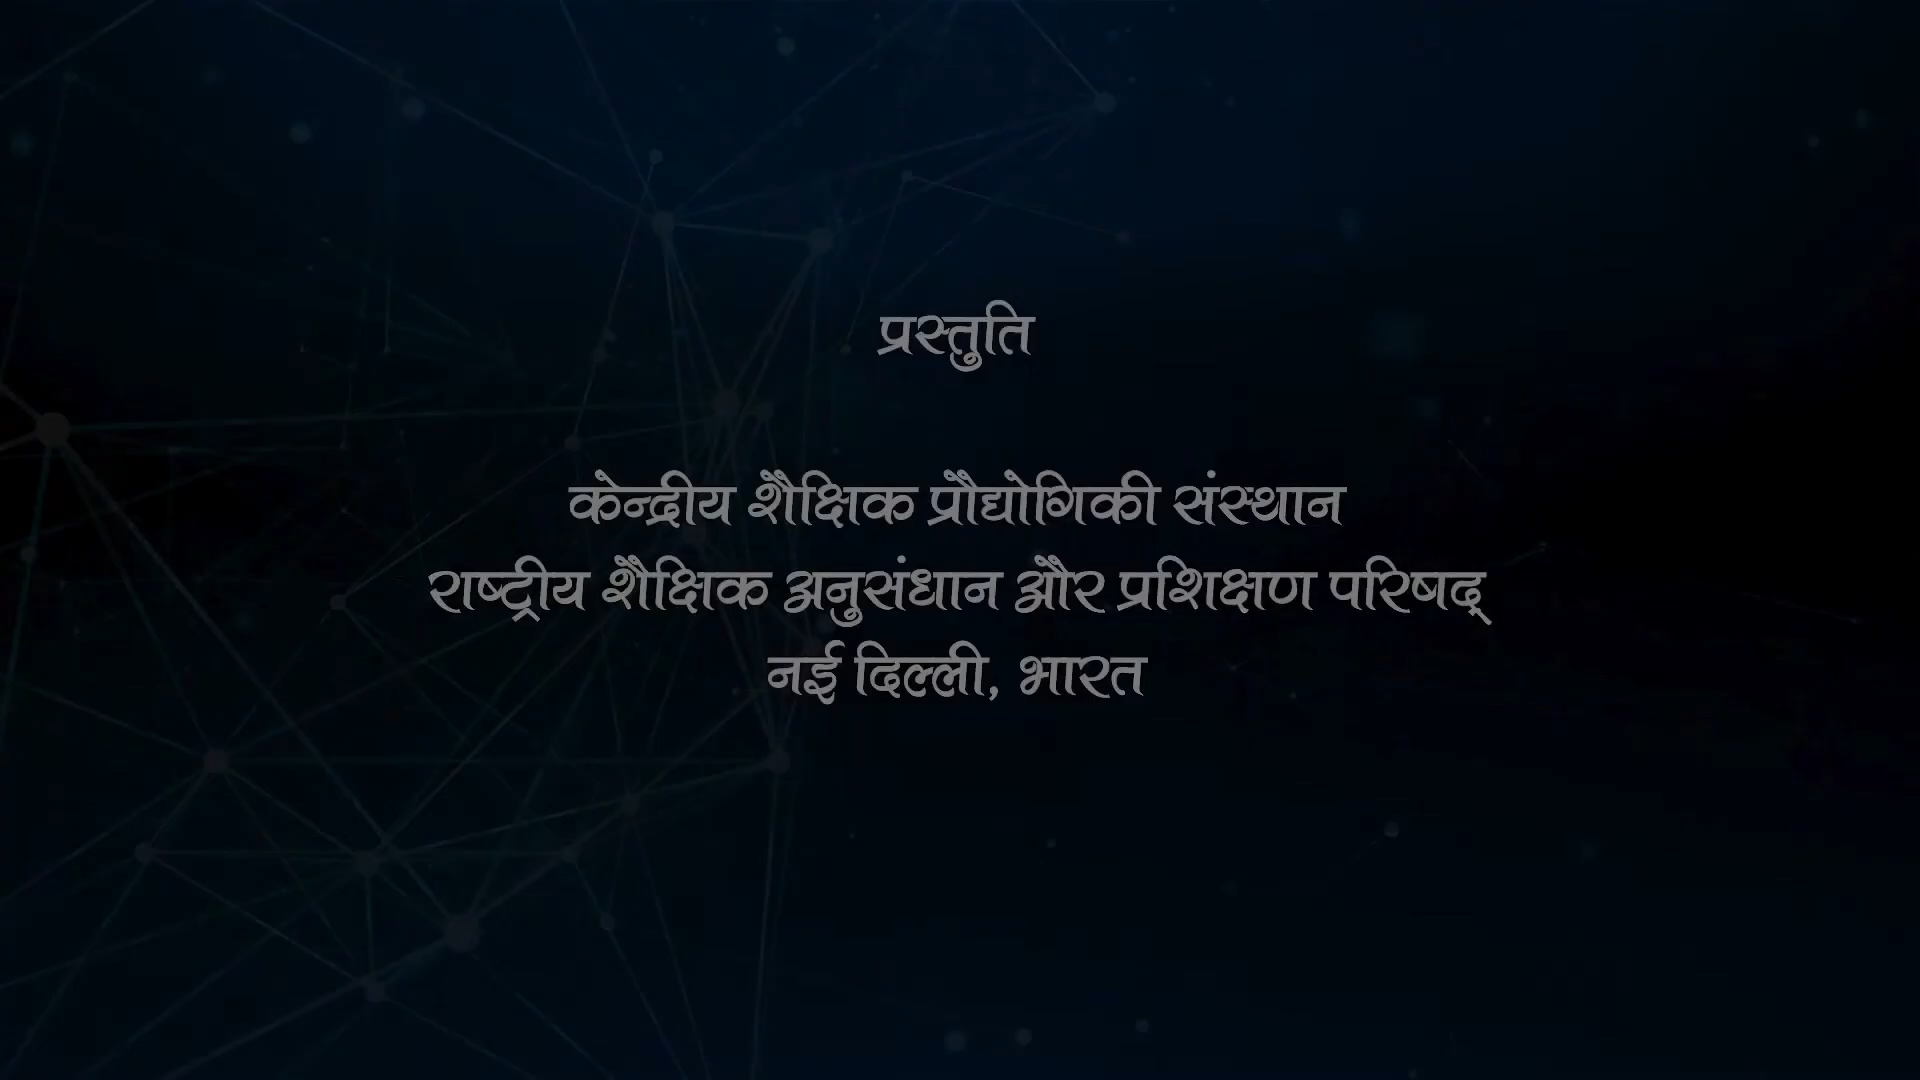 प्रस्तुति
केन्द्रीय शैक्षिक प्रौद्योगिकी संस्थान
राष्ट्रीय शैक्षिक अनुसंधान और प्रशिक्षण परिषद्
नई दिल्ली, भारत